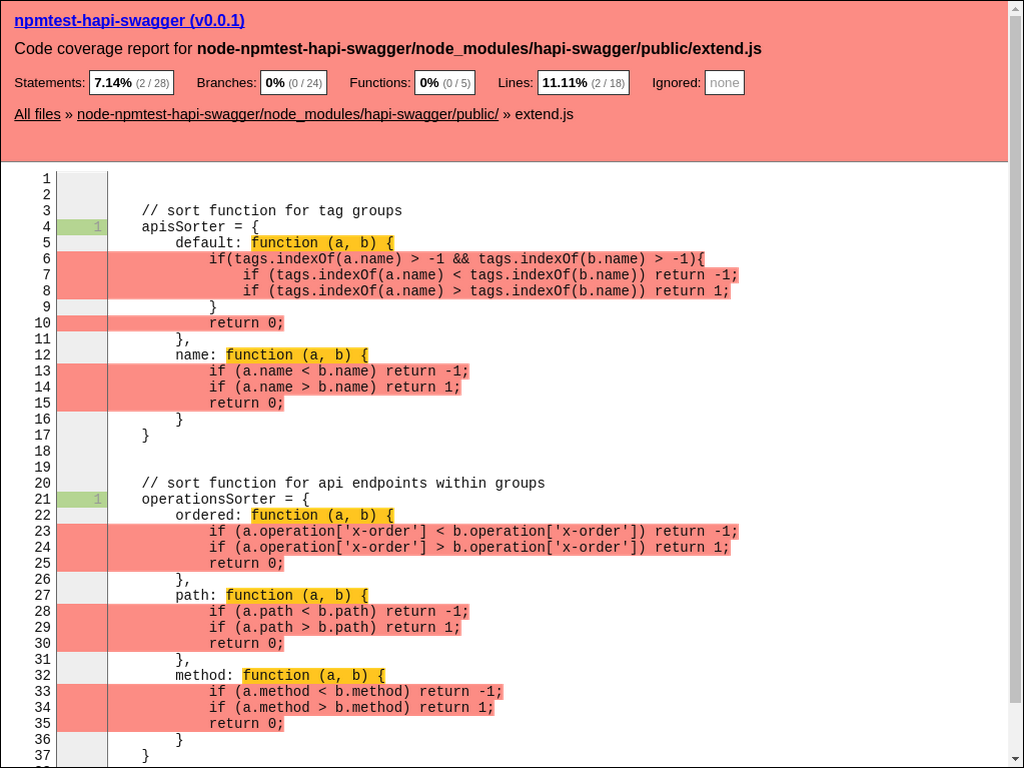 npmtest-hapi-swagger (v0.0.1)
Code coverage report for node-npmtest-hapi-swagger/node_modules/hapi-swagger/public/extend.js
Statements: 7.14% (2 / 28) Branches: 0% (0 / 24) Functions: 0% (0 / 5) Lines: 11.11% (2 / 18) Ignored: none
All files » node-npmtest-hapi-swagger/node_modules/hapi-swagger/public/ » extend.js
1
2
3 // sort function for tag groups
4 1 apisSorter = {
5 default: function (a, b) {
6 if(tags.indexOf(a.name) > -1 && tags.indexOf(b.name) > -1){
7 if (tags.indexOf(a.name) < tags.indexOf(b.name)) return -1;
8 if (tags.indexOf(a.name) > tags.indexOf(b.name)) return 1;
9 }
10 return 0;
11 },
12 name: function (a, b) {
13 if (a.name < b.name) return -1;
14 if (a.name > b.name) return 1;
15 return 0;
16 }
17 }
18
19
20 // sort function for api endpoints within groups
21 1 operationsSorter = {
22 ordered: function (a, b) {
23 if (a.operation['x-order'] < b.operation['x-order']) return -1;
24 if (a.operation['x-order'] > b.operation['x-order']) return 1;
25 return 0;
26 },
27 path: function (a, b) {
28 if (a.path < b.path) return -1;
29 if (a.path > b.path) return 1;
30 return 0;
31 },
32 method: function (a, b) {
33 if (a.method < b.method) return -1;
34 if (a.method > b.method) return 1;
35 return 0;
36 }
37 }